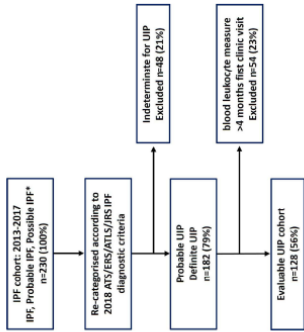 IPF cohort: 2013-2017
IPF, Probable IPF, Possible IPF*
n=230 (100%)
Re-categorised according to
2018 ATS/ERS/ATLS/JRS IPF
diagnostic criteria
Indeterminate for UIP
Excluded n=48 (21%)
Probable UIP
Definite UIP
n=182 (79%)
blood leukocyte measure
>4 months first clinic visit
Excluded n=54 (23%)
Evaluable UIP cohort
n=128 (56%)